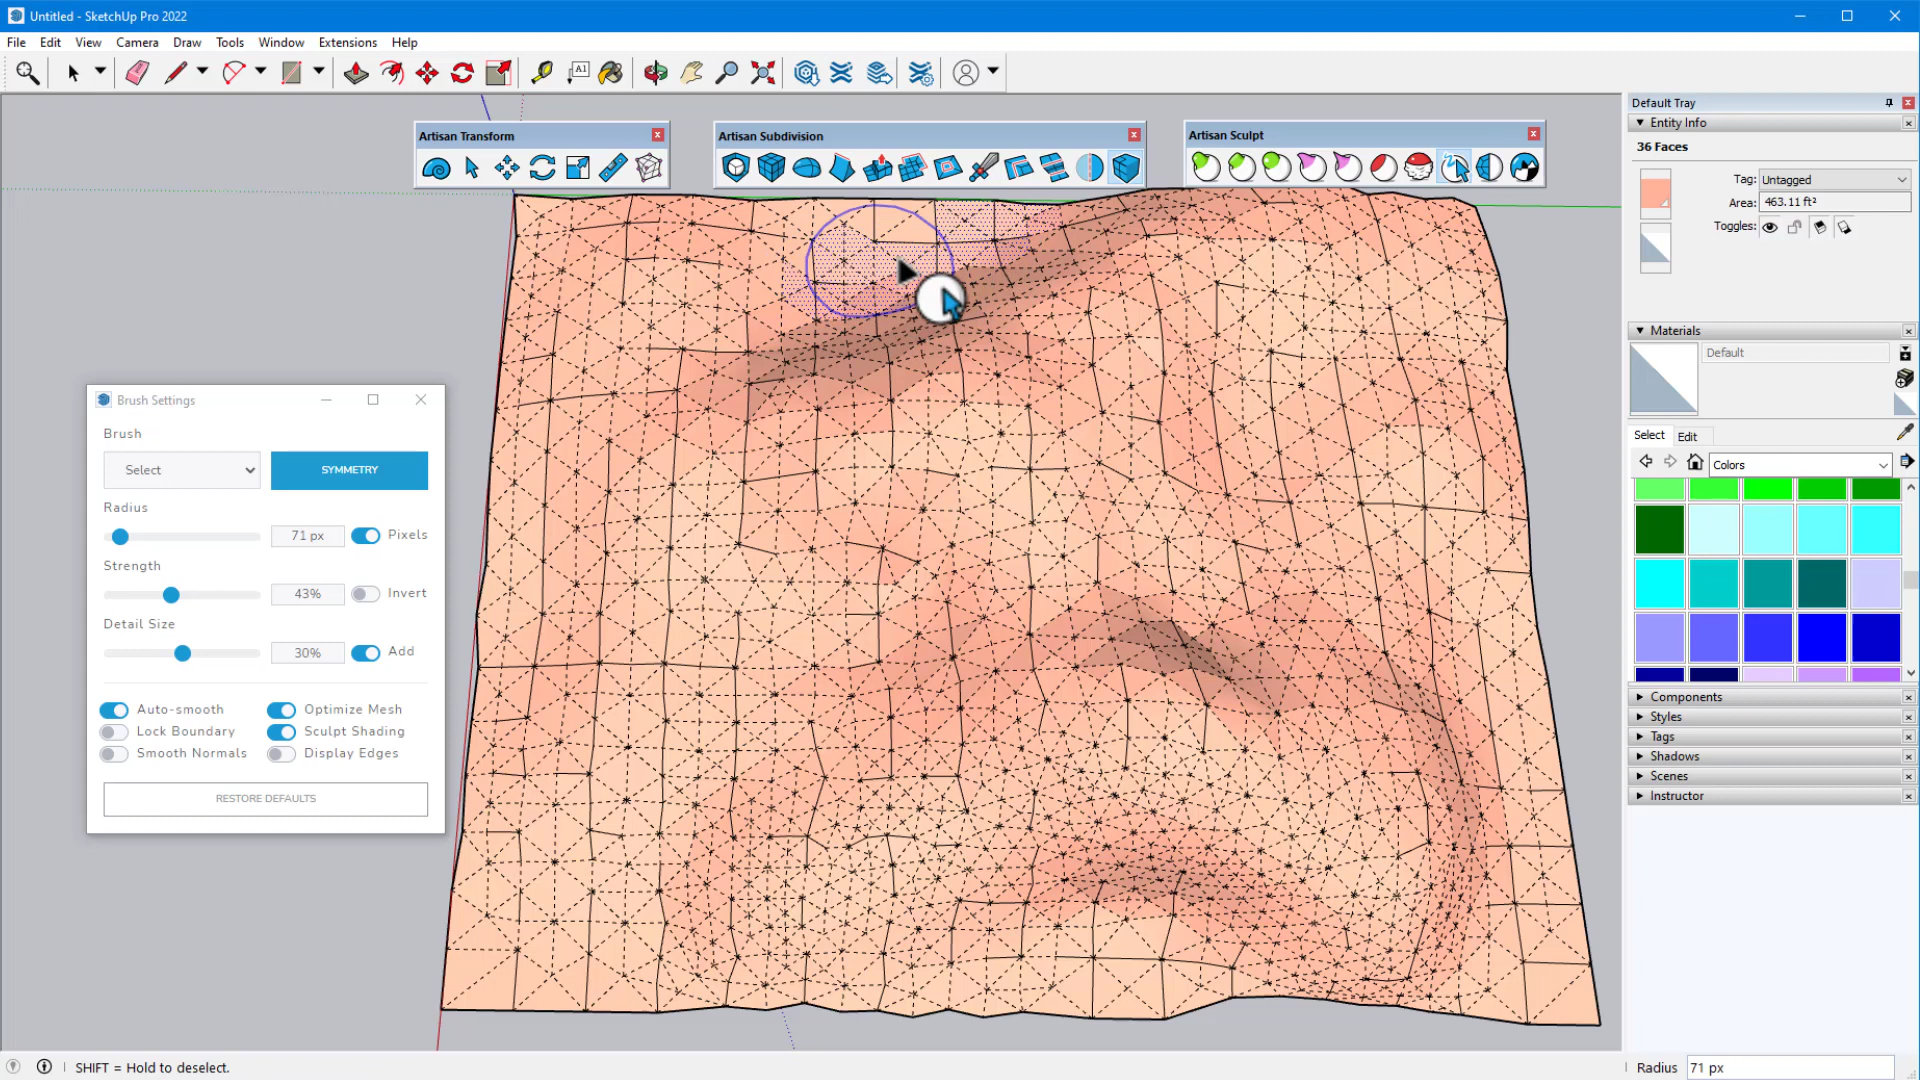 Untitled - SketchUp Pro 2022
File Edit View Camera Draw Tools Window Extensions Help
A1
Artisan Transform
Artisan Subdivision
Artisan Sculpt
Default Tray
Entity Info
36 Faces
Tag: Untagged
Area: 463.11 ft²
Toggles:
Materials
Default
Select Edit
Colors
Components
Styles
Tags
Shadows
Scenes
Instructor
Brush Settings
Brush
Select SYMMETRY
Radius
71 px Pixels
Strength
43% Invert
Detail Size
30% Add
Auto-smooth Optimize Mesh
Lock Boundary Sculpt Shading
Smooth Normals Display Edges
RESTORE DEFAULTS
SHIFT = Hold to deselect.
Radius 71 px